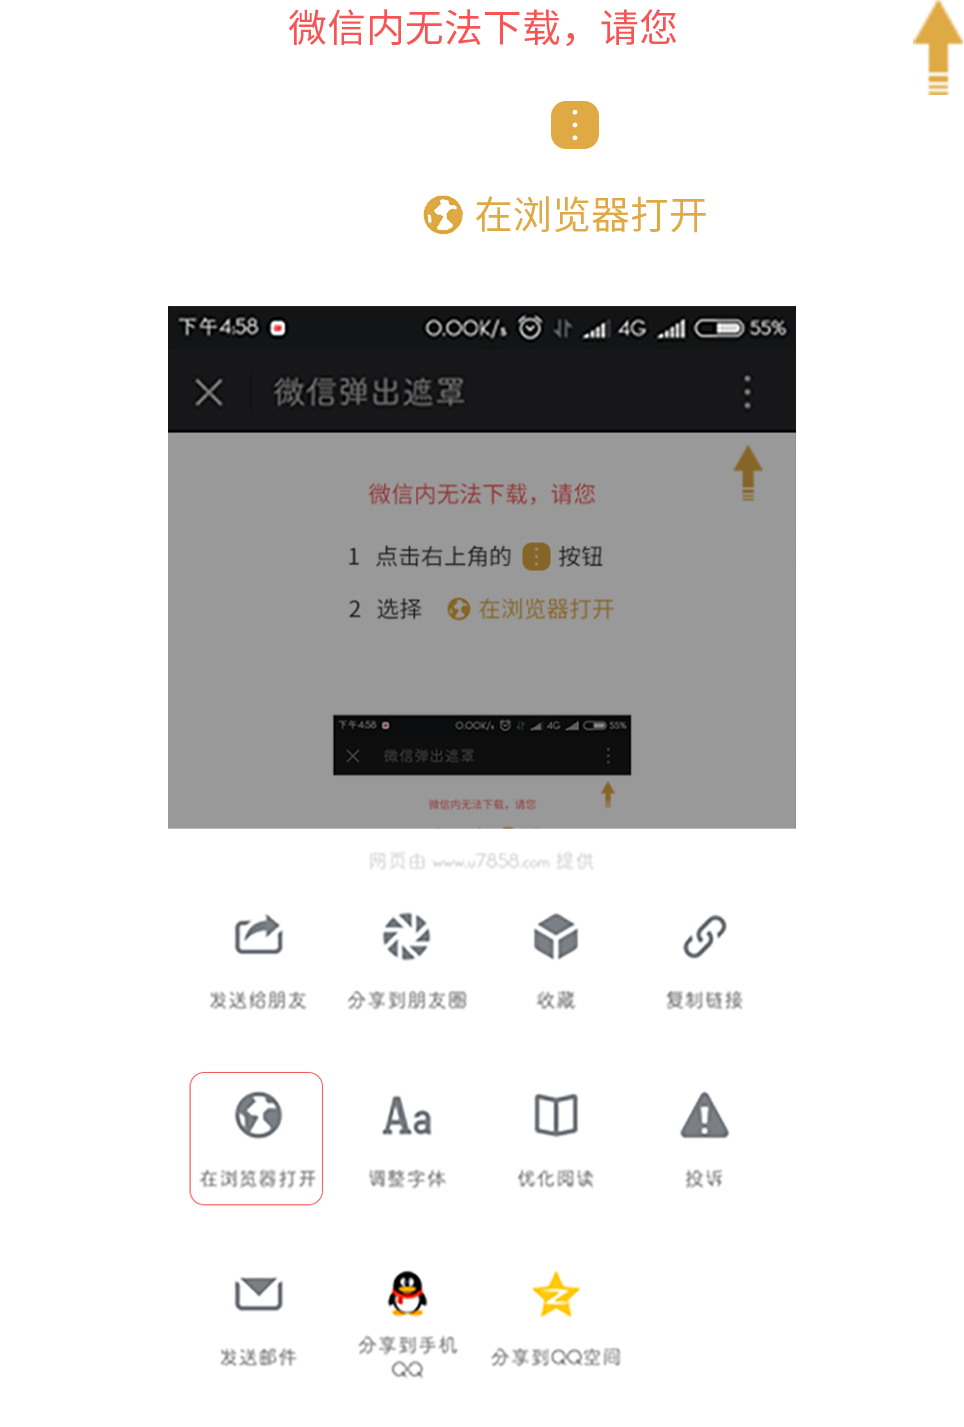 微信内无法下载，请您
在浏览器打开
下午4:58 0.00K/s 4G 55%
微信弹出遮罩
微信内无法下载，请您
1 点击右上角的 按钮
2 选择 在浏览器打开
下午4:58 0.00K/s 4G 55%
微信弹出遮罩
微信内无法下载，请您
网页由 www.u7858.com 提供
发送给朋友 分享到朋友圈 收藏 复制链接
Aa
在浏览器打开 调整字体 优化阅读 投诉
发送邮件 分享到手机QQ 分享到QQ空间